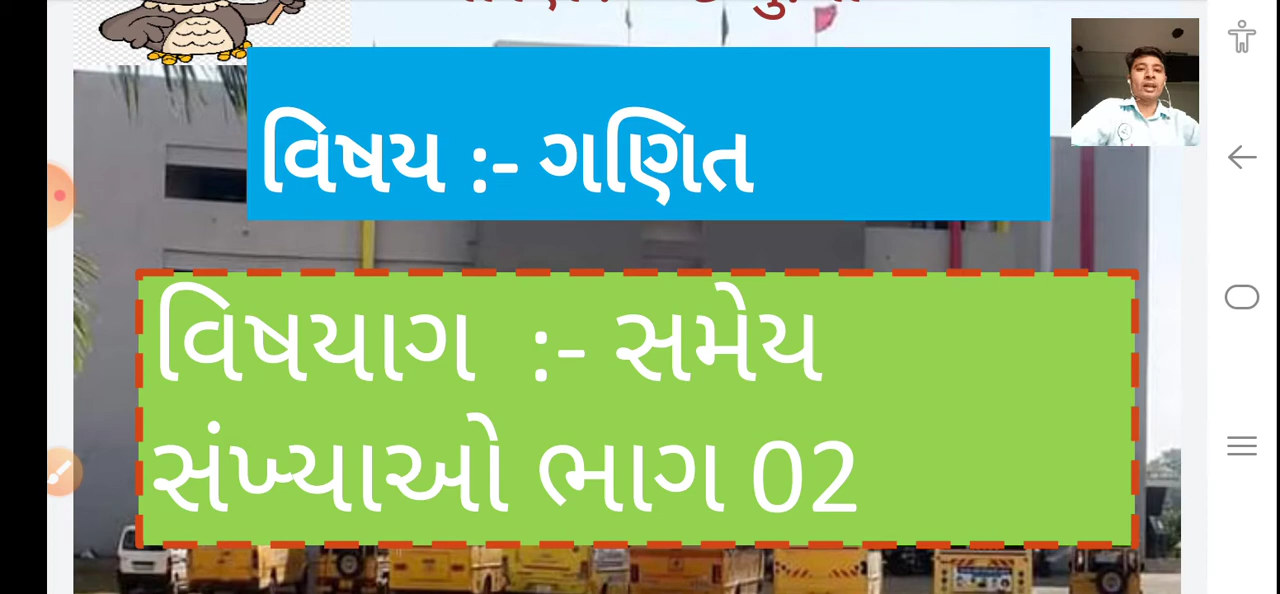 વિષય :- ગણિત
વિષયાગ :- સમેય
સંખ્યાઓ ભાગ 02